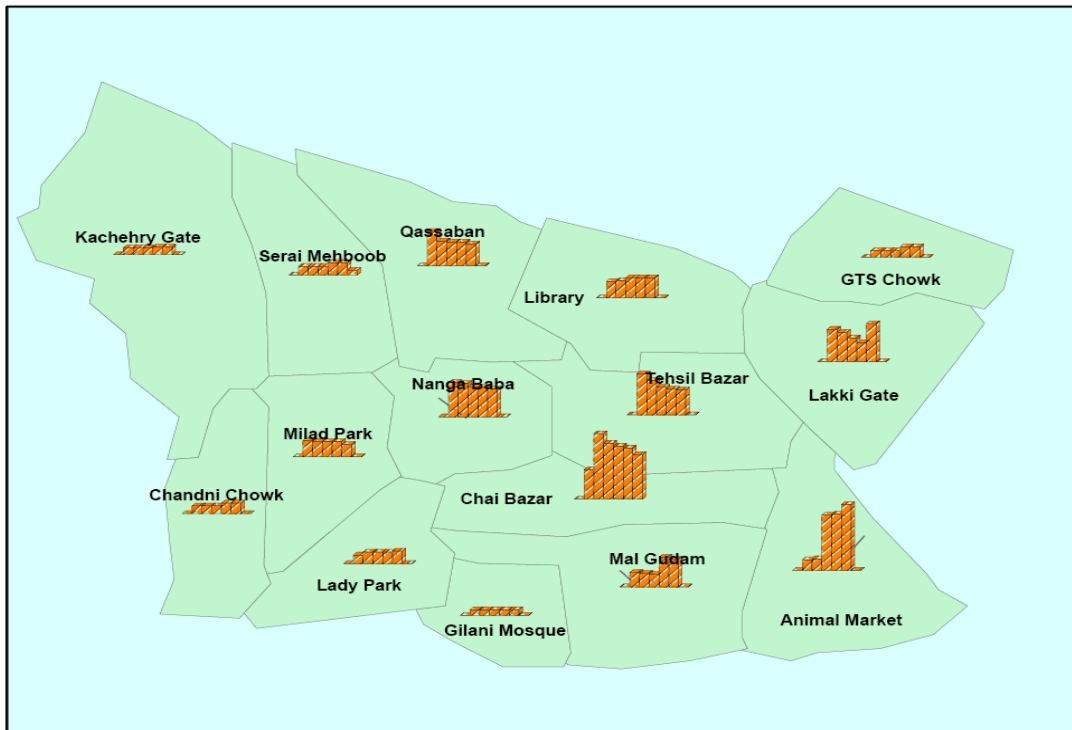 Kachehry Gate
Serai Mehboob
Qassaban
Library
GTS Chowk
Nanga Baba
Tehsil Bazar
Lakki Gate
Milad Park
Chandni Chowk
Chai Bazar
Lady Park
Mal Gudam
Gilani Mosque
Animal Market